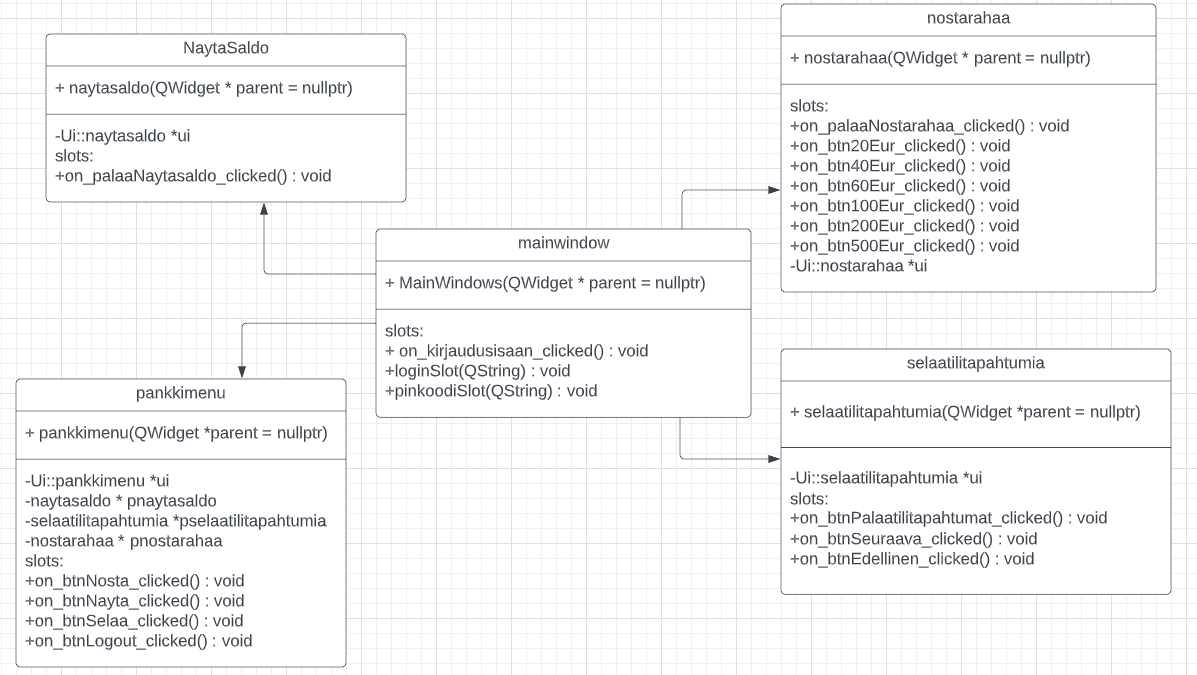 NaytaSaldo
+ naytasaldo(QWidget * parent = nullptr)
-Ui::naytasaldo *ui
slots:
+on_palaaNaytasaldo_clicked() : void
nostarahaa
+ nostarahaa(QWidget * parent = nullptr)
slots:
+on_palaaNostarahaa_clicked() : void
+on_btn20Eur_clicked() : void
+on_btn40Eur_clicked() : void
+on_btn60Eur_clicked() : void
+on_btn100Eur_clicked() : void
+on_btn200Eur_clicked() : void
+on_btn500Eur_clicked() : void
-Ui::nostarahaa *ui
mainwindow
+ MainWindows(QWidget * parent = nullptr)
slots:
+ on_kirjaudusisaan_clicked() : void
+loginSlot(QString) : void
+pinkoodiSlot(QString) : void
pankkimenu
+ pankkimenu(QWidget *parent = nullptr)
-Ui::pankkimenu *ui
-naytasaldo * pnaytasaldo
-selaatilitapahtumia *pselaatilitapahtumia
-nostarahaa * pnostarahaa
slots:
+on_btnNosta_clicked() : void
+on_btnNayta_clicked() : void
+on_btnSelaa_clicked() : void
+on_btnLogout_clicked() : void
selaatilitapahtumia
+ selaatilitapahtumia(QWidget *parent = nullptr)
-Ui::selaatilitapahtumia *ui
slots:
+on_btnPalaatilitapahtumat_clicked() : void
+on_btnSeuraava_clicked() : void
+on_btnEdellinen_clicked() : void